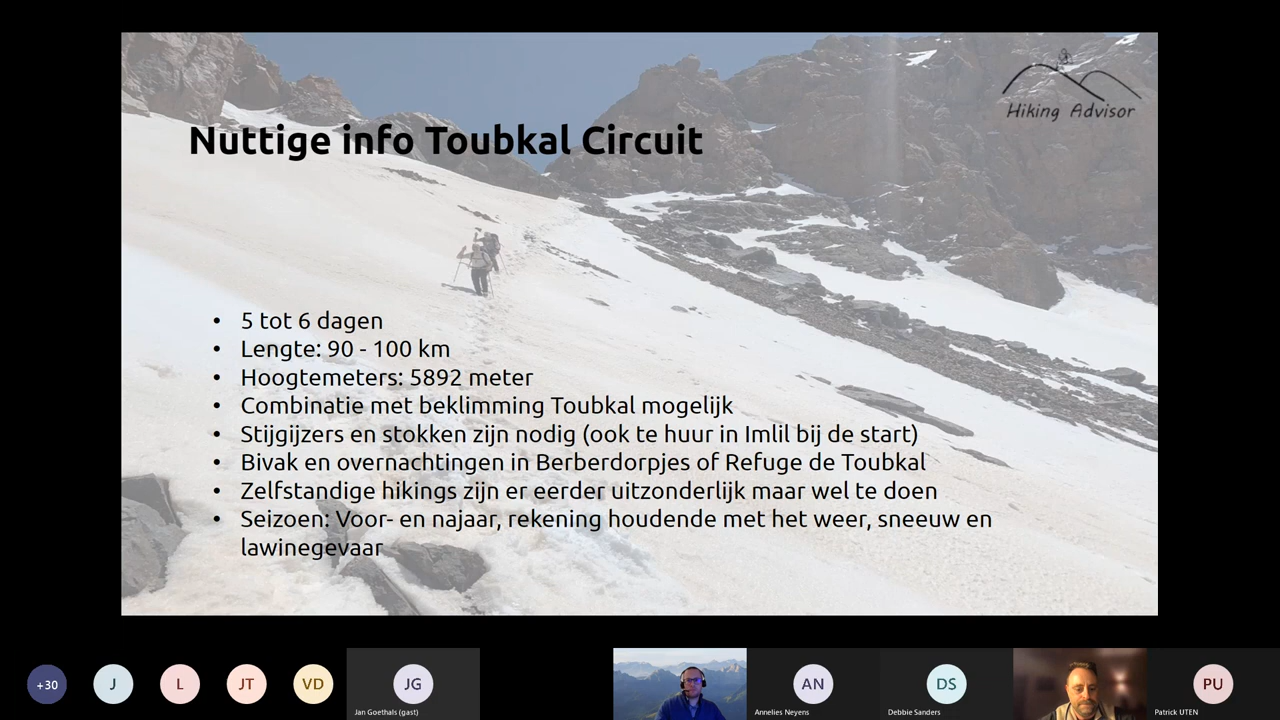 Hiking Advisor
Nuttige info Toubkal Circuit
• 5 tot 6 dagen
• Lengte: 90 - 100 km
• Hoogtemeters: 5892 meter
• Combinatie met beklimming Toubkal mogelijk
• Stijgijzers en stokken zijn nodig (ook te huur in Imlil bij de start)
• Bivak en overnachtingen in Berberdorpjes of Refuge de Toubkal
• Zelfstandige hikings zijn er eerder uitzonderlijk maar wel te doen
• Seizoen: Voor- en najaar, rekening houdende met het weer, sneeuw en
lawinegevaar
+30
J
L
JT
VD
JG
Jan Goethals (gast)
AN
Annelies Neyens
DS
Debbie Sanders
PU
Patrick UTEN